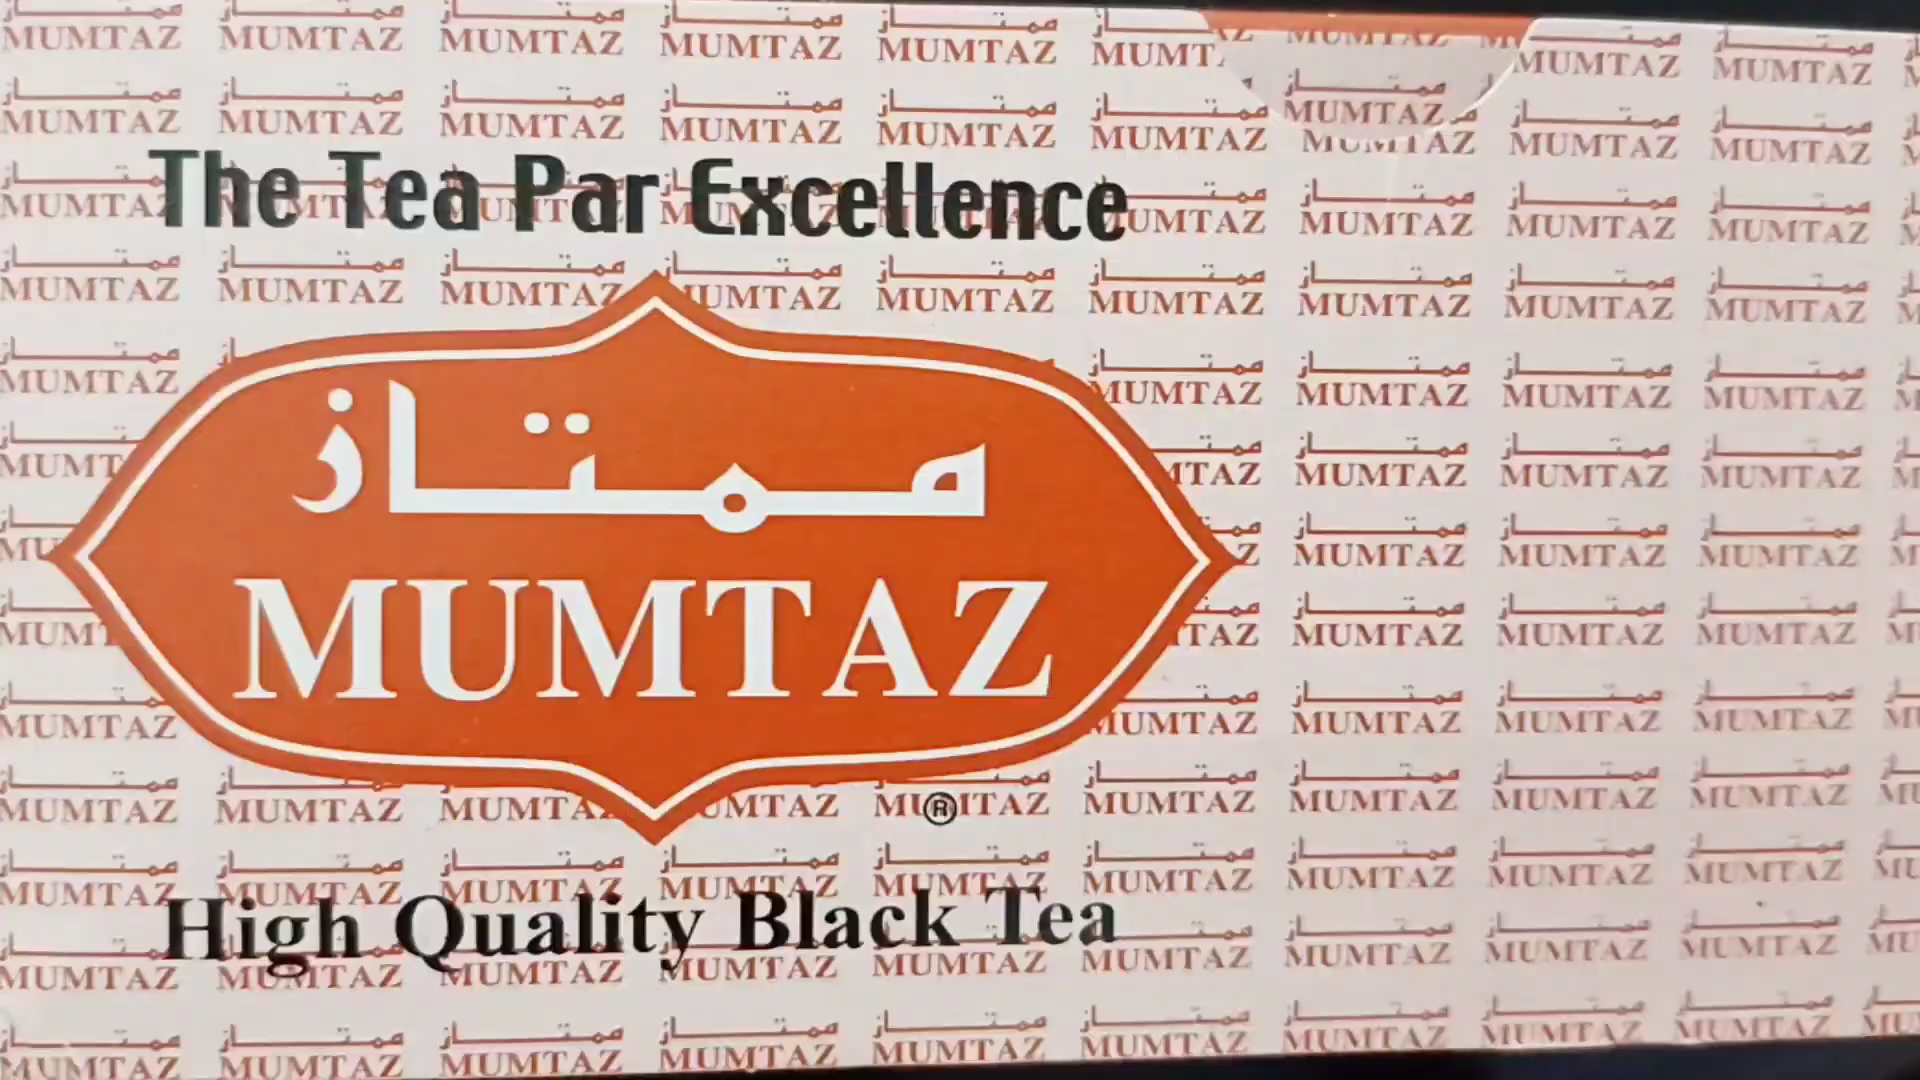 The Tea Par Excellence
ممتاز
MUMTAZ
®
High Quality Black Tea